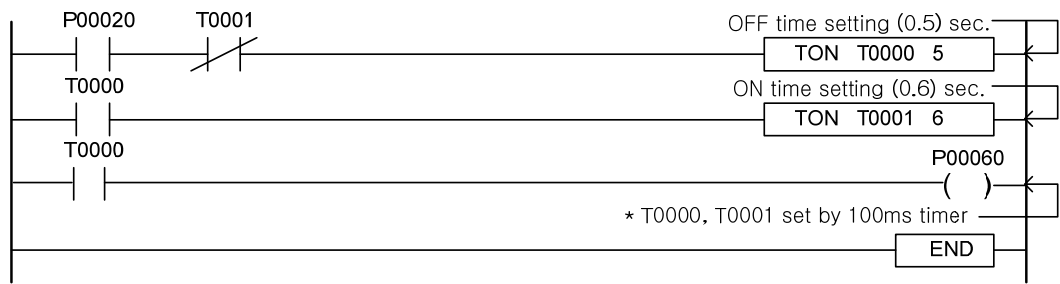 P00020 T0001
OFF time setting (0.5) sec.
TON T0000 5
T0000
ON time setting (0.6) sec.
TON T0001 6
T0000
P00060
* T0000, T0001 set by 100ms timer
END